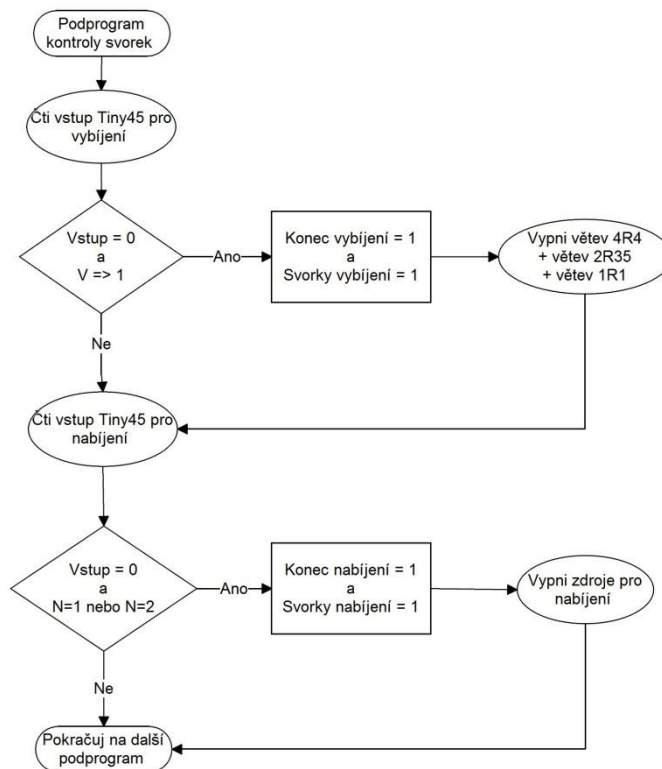 Podprogram
kontroly svorek
Čti vstup Tiny45 pro
vybíjení
Vstup = 0
a
V => 1
Ano
Konec vybíjení = 1
a
Svorky vybíjení = 1
Vypni větev 4R4
+ větev 2R35
+ větev 1R1
Ne
Čti vstup Tiny45 pro
nabíjení
Vstup = 0
a
N=1 nebo N=2
Ano
Konec nabíjení = 1
a
Svorky nabíjení = 1
Vypni zdroje pro
nabíjení
Ne
Pokračuj na další
podprogram